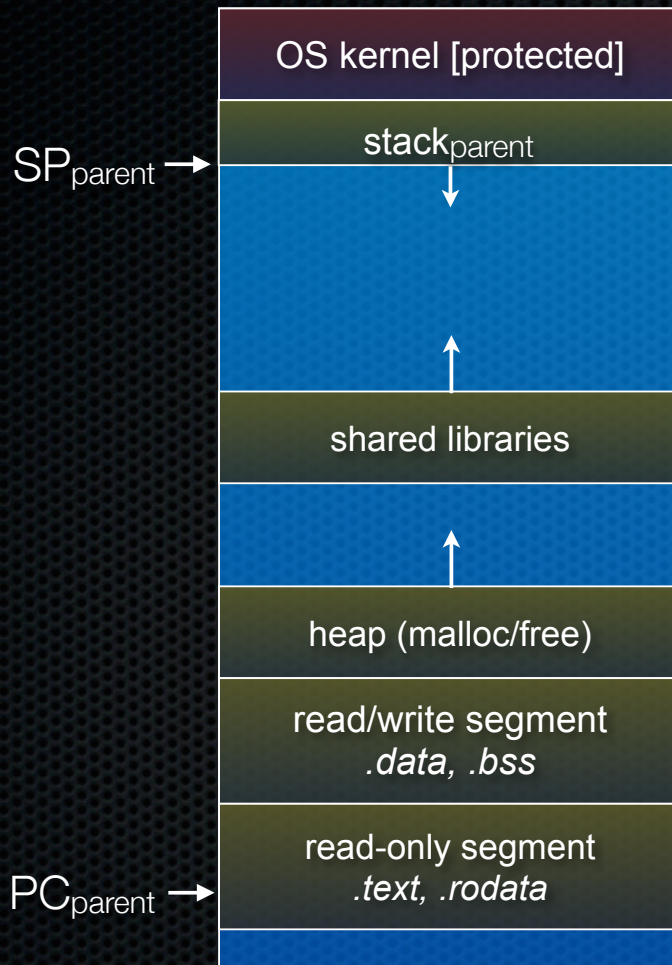 OS kernel [protected]
stackparent
SPparent
shared libraries
heap (malloc/free)
read/write segment
.data, .bss
read-only segment
.text, .rodata
PCparent